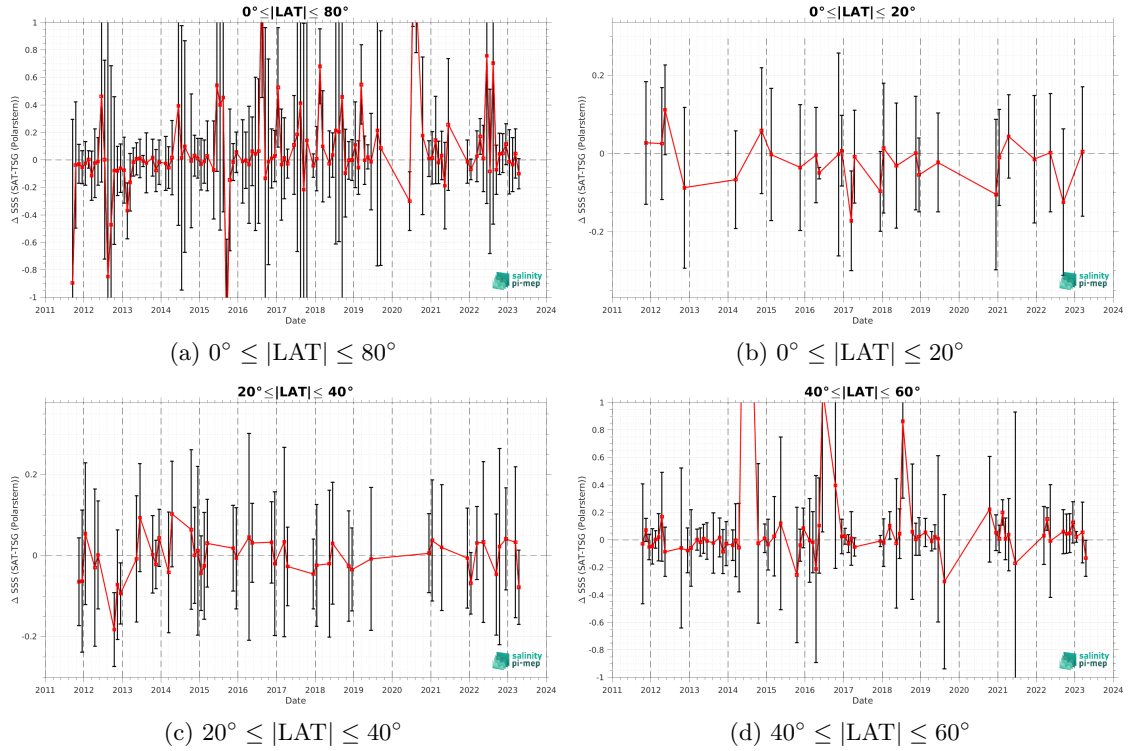 0°≤|LAT|≤ 80°
Δ SSS (SAT-TSG (Polarstern))
1
0.8
0.6
0.4
0.2
0
-0.2
-0.4
-0.6
-0.8
-1
2011 2012 2013 2014 2015 2016 2017 2018 2019 2020 2021 2022 2023 2024
Date
salinity
pi-mep
(a) 0° ≤ |LAT| ≤ 80°
0°≤|LAT|≤ 20°
Δ SSS (SAT-TSG (Polarstern))
0.2
0
-0.2
2011 2012 2013 2014 2015 2016 2017 2018 2019 2020 2021 2022 2023 2024
Date
salinity
pi-mep
(b) 0° ≤ |LAT| ≤ 20°
20°≤|LAT|≤ 40°
Δ SSS (SAT-TSG (Polarstern))
0.2
0
-0.2
2011 2012 2013 2014 2015 2016 2017 2018 2019 2020 2021 2022 2023 2024
Date
salinity
pi-mep
(c) 20° ≤ |LAT| ≤ 40°
40°≤|LAT|≤ 60°
Δ SSS (SAT-TSG (Polarstern))
1
0.8
0.6
0.4
0.2
0
-0.2
-0.4
-0.6
-0.8
-1
2011 2012 2013 2014 2015 2016 2017 2018 2019 2020 2021 2022 2023 2024
Date
salinity
pi-mep
(d) 40° ≤ |LAT| ≤ 60°